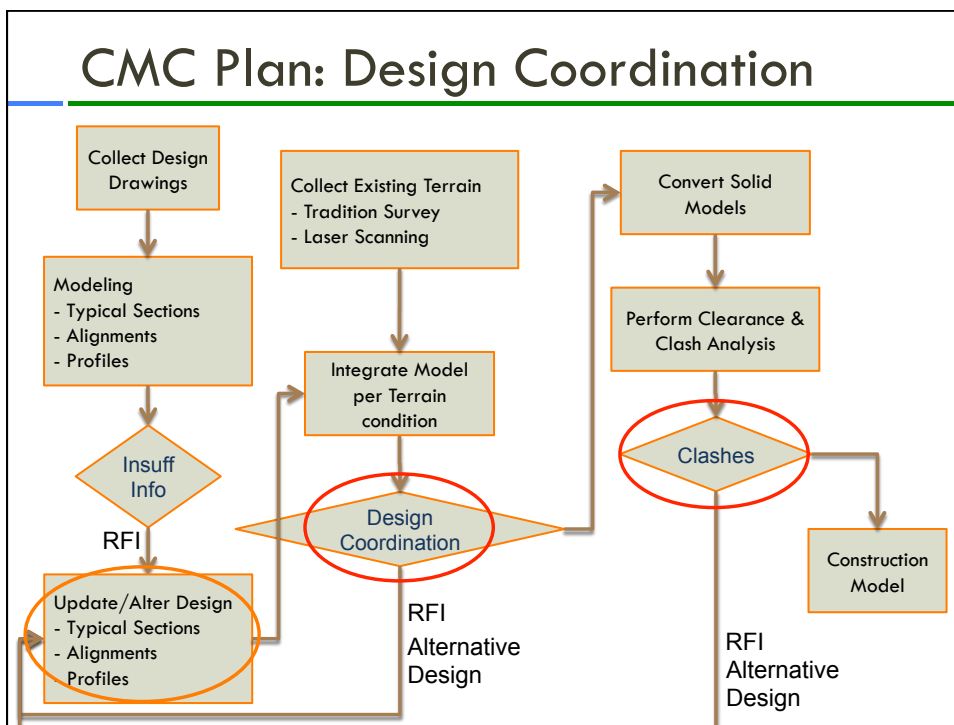 CMC Plan: Design Coordination
Collect Design
Drawings
Modeling
- Typical Sections
- Alignments
- Profiles
Insuff
Info
RFI
Update/Alter Design
- Typical Sections
- Alignments
- Profiles
Collect Existing Terrain
- Tradition Survey
- Laser Scanning
Integrate Model
per Terrain
condition
Design
Coordination
RFI
Alternative
Design
Convert Solid
Models
Perform Clearance &
Clash Analysis
Clashes
Construction
Model
RFI
Alternative
Design